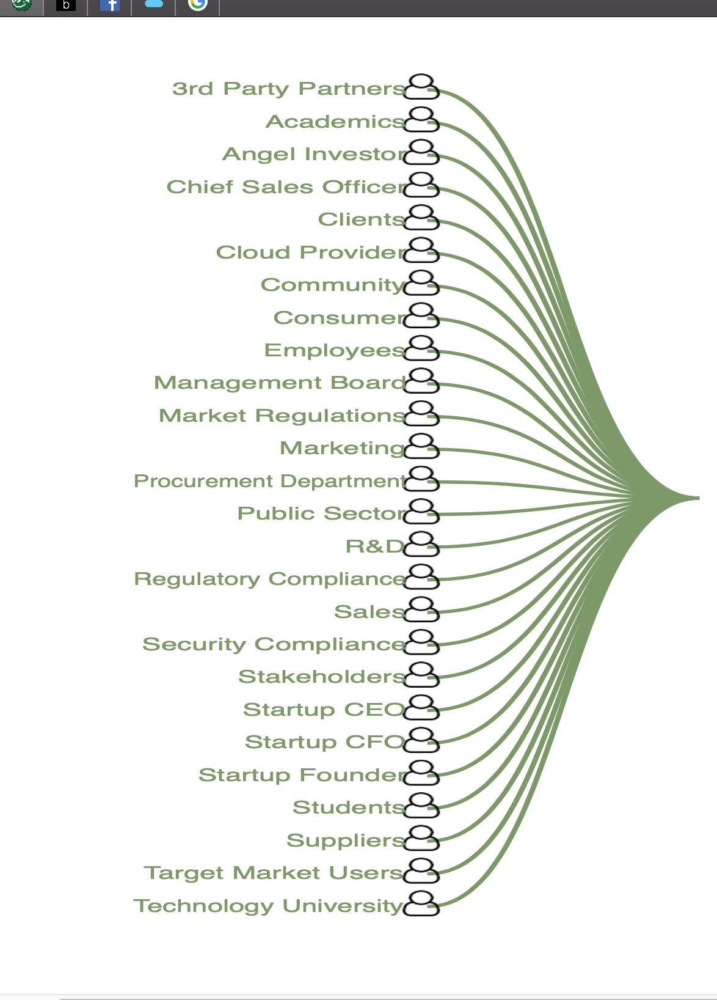 b
3rd Party Partners
Academics
Angel Investor
Chief Sales Officer
Clients
Cloud Provider
Community
Consumer
Employees
Management Board
Market Regulations
Marketing
Procurement Department
Public Sector
R&D
Regulatory Compliance
Sales
Security Compliance
Stakeholders
Startup CEO
Startup CFO
Startup Founder
Students
Suppliers
Target Market Users
Technology University